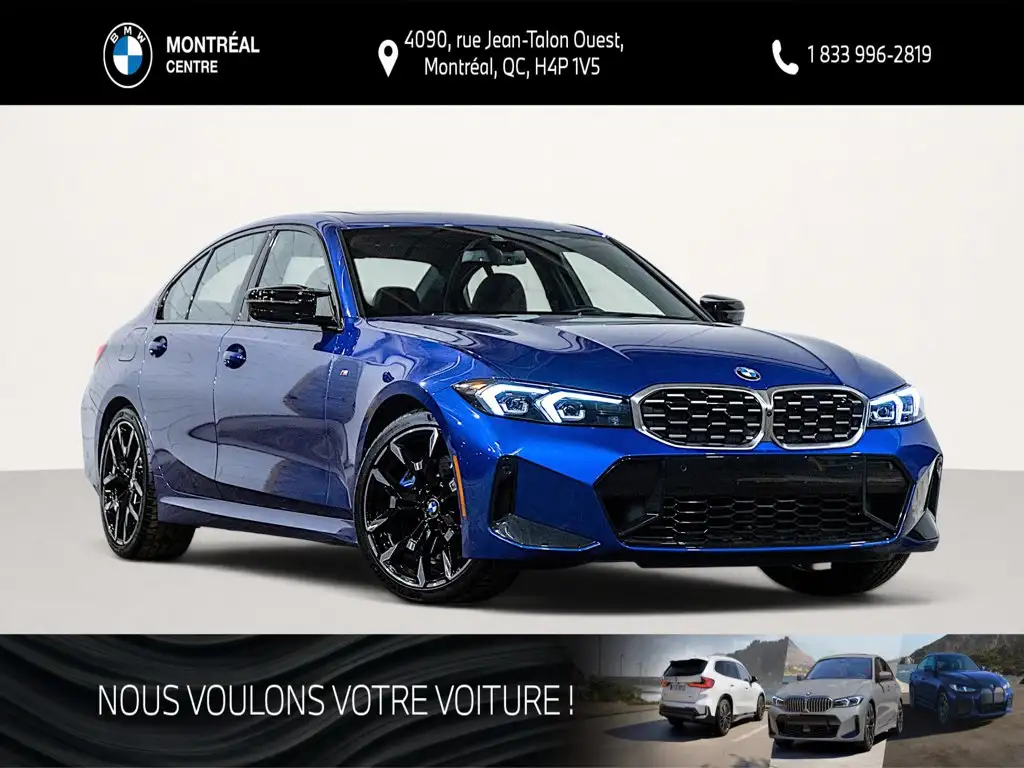 BMW
MONTRÉAL
CENTRE
4090, rue Jean-Talon Ouest,
Montréal, QC, H4P 1V5
1 833 996-2819
NOUS VOULONS VOTRE VOITURE !